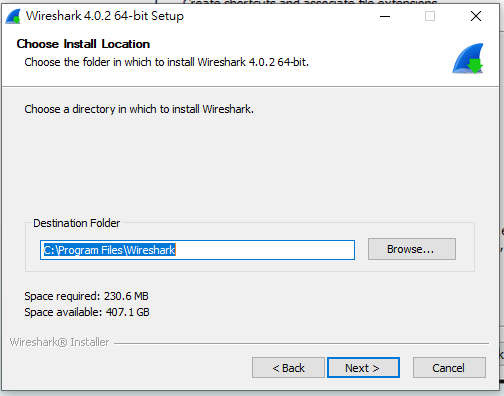 Create shortcuts and associate file extensions
Wireshark 4.0.2 64-bit Setup
Choose Install Location
Choose the folder in which to install Wireshark 4.0.2 64-bit.
Choose a directory in which to install Wireshark.
Destination Folder
C:\Program Files\Wireshark
Browse...
Space required: 230.6 MB
Space available: 407.1 GB
Wireshark® Installer
< Back
Next >
Cancel